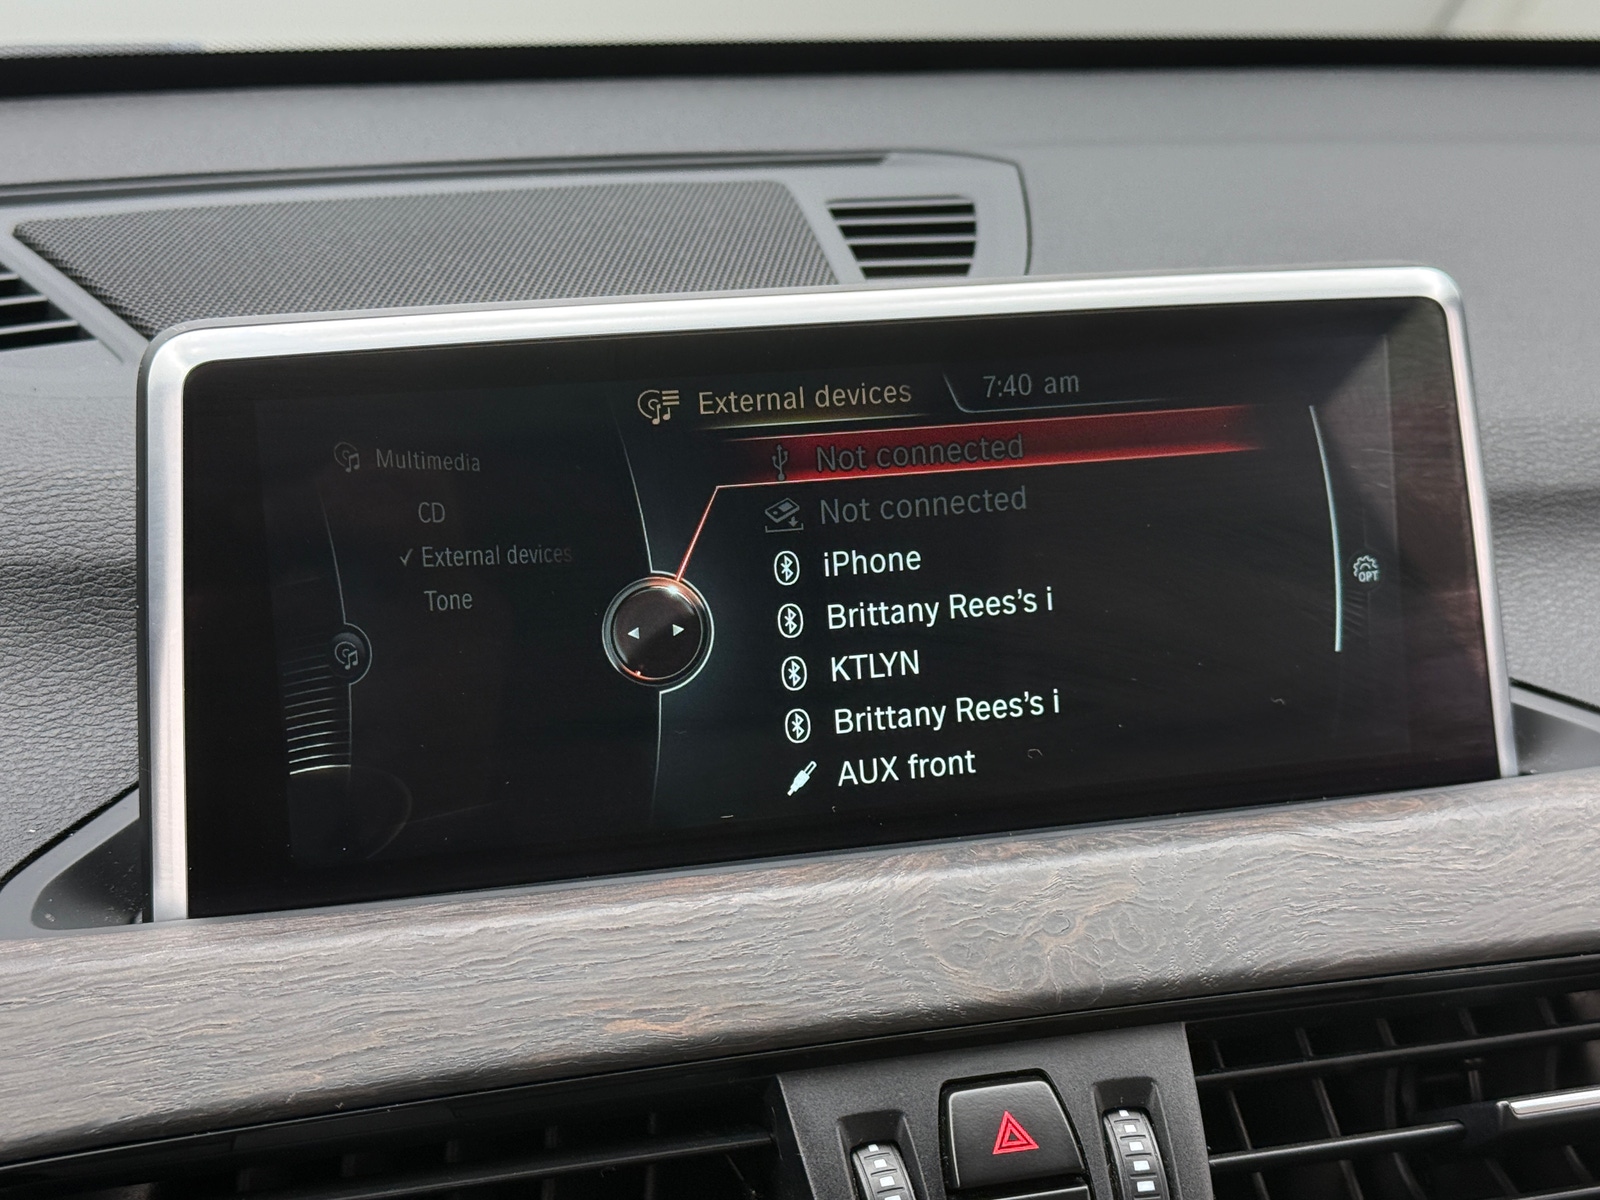 External devices
7:40 am
Multimedia
CD
✓ External devices
Tone
Not connected
Not connected
iPhone
Brittany Rees's i
KTLYN
Brittany Rees's i
AUX front
OPT